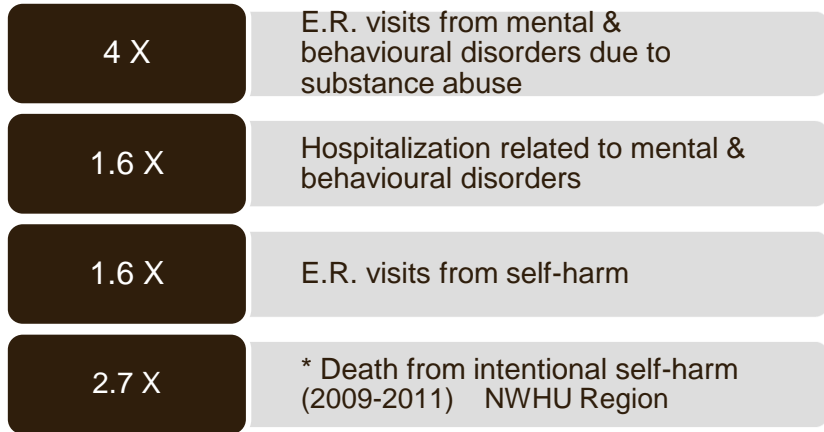 4 X
E.R. visits from mental &
behavioural disorders due to
substance abuse
1.6 X
Hospitalization related to mental &
behavioural disorders
1.6 X
E.R. visits from self-harm
2.7 X
* Death from intentional self-harm
(2009-2011) NWHU Region